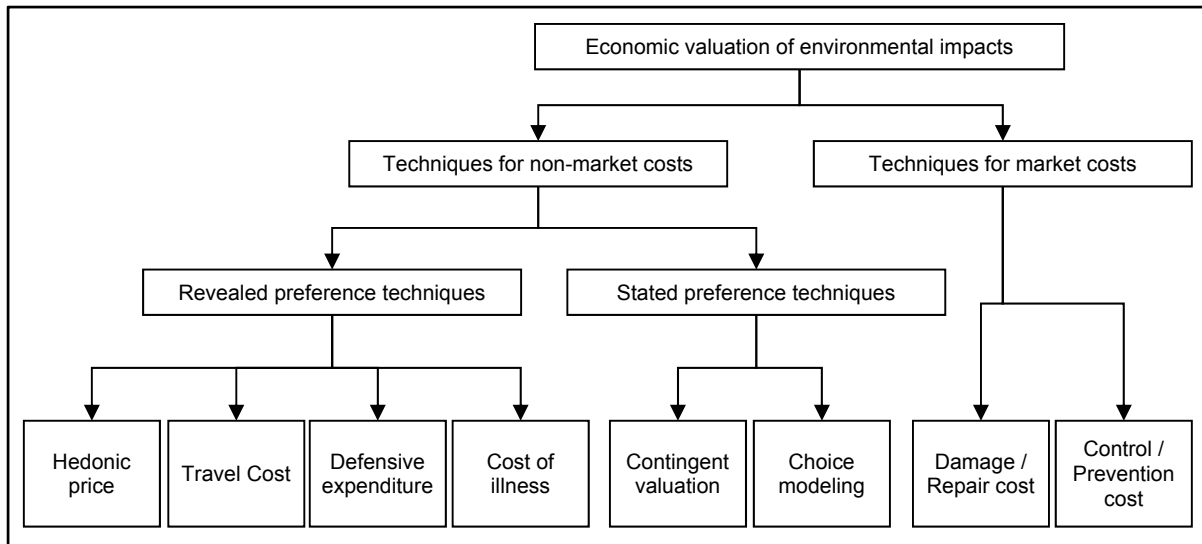 Economic valuation of environmental impacts
Techniques for non-market costs
Techniques for market costs
Revealed preference techniques
Stated preference techniques
Hedonic
price
Travel Cost
Defensive
expenditure
Cost of
illness
Contingent
valuation
Choice
modeling
Damage /
Repair cost
Control /
Prevention
cost